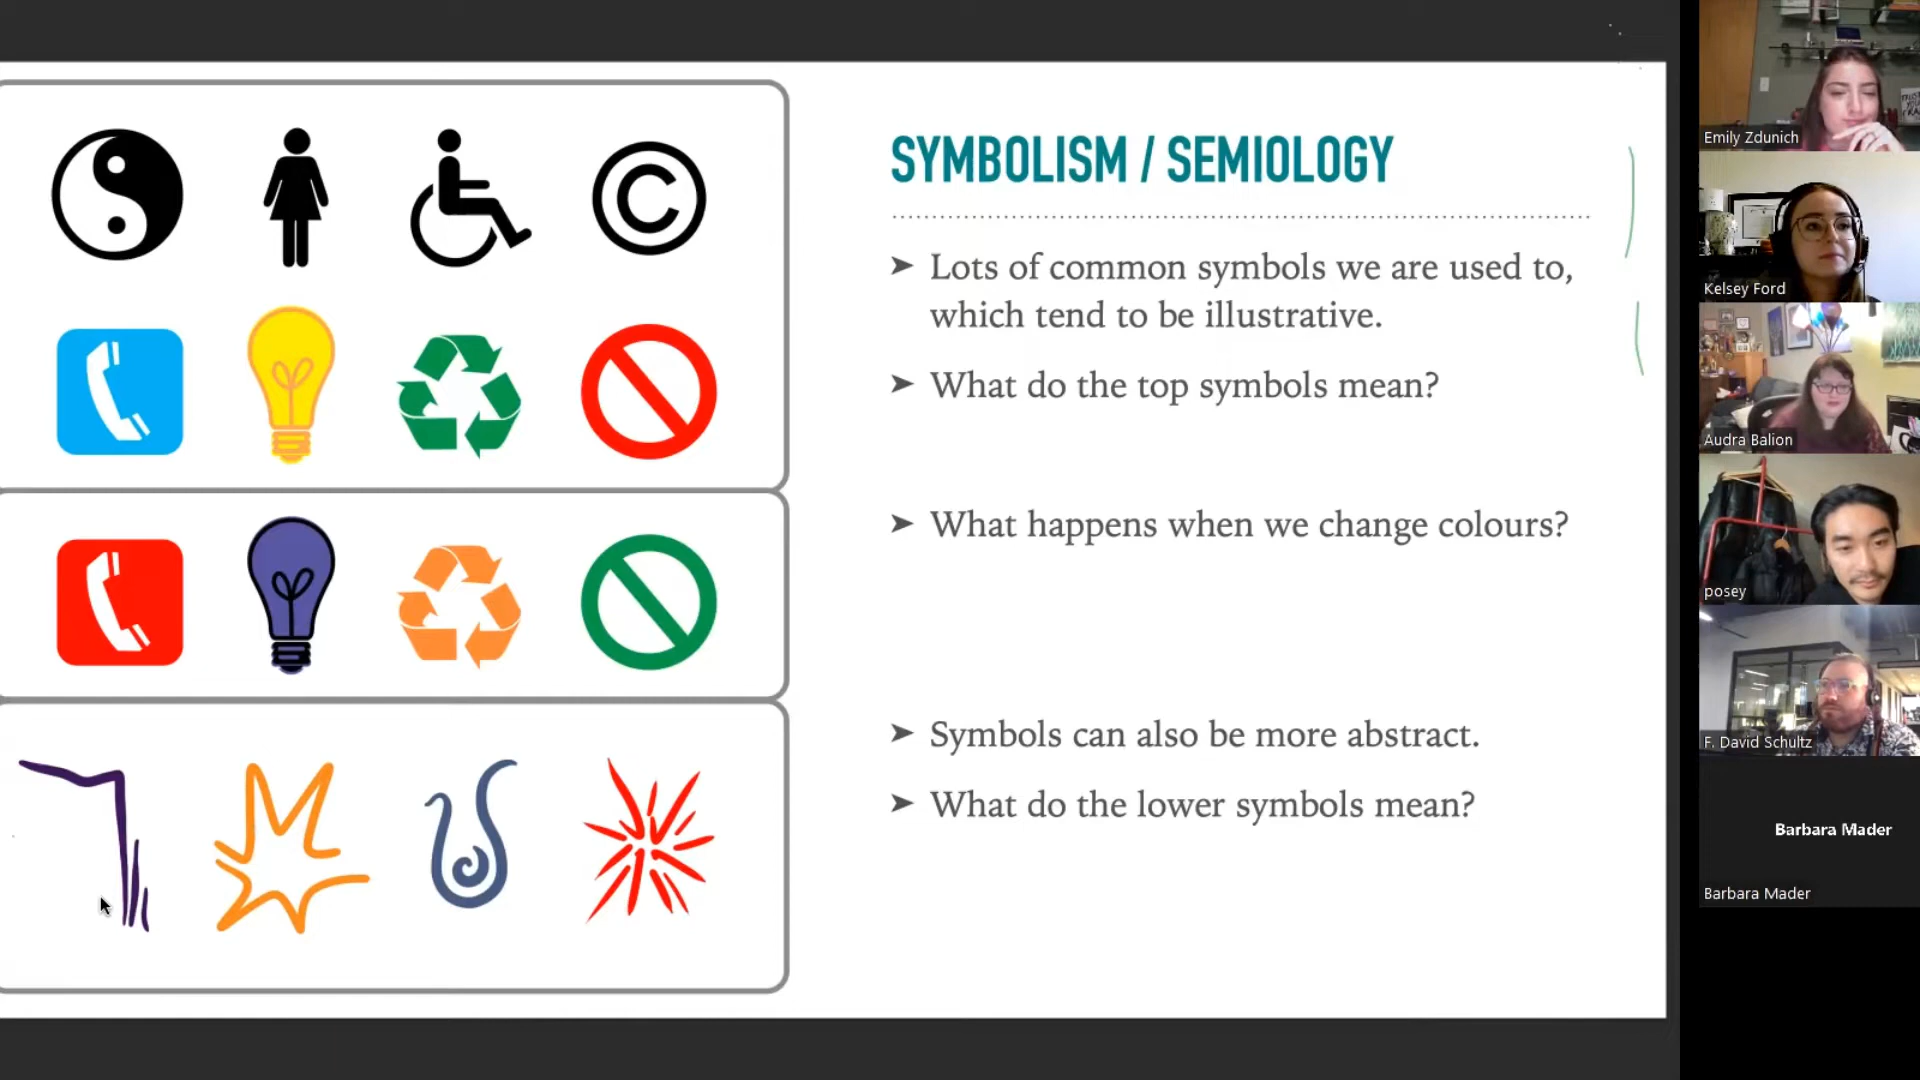 SYMBOLISM / SEMIOLOGY
➤ Lots of common symbols we are used to,
which tend to be illustrative.
➤ What do the top symbols mean?
➤ What happens when we change colours?
➤ Symbols can also be more abstract.
➤ What do the lower symbols mean?
©
Emily Zdunich
Kelsey Ford
Audra Balion
posey
F. David Schultz
Barbara Mader
Barbara Mader